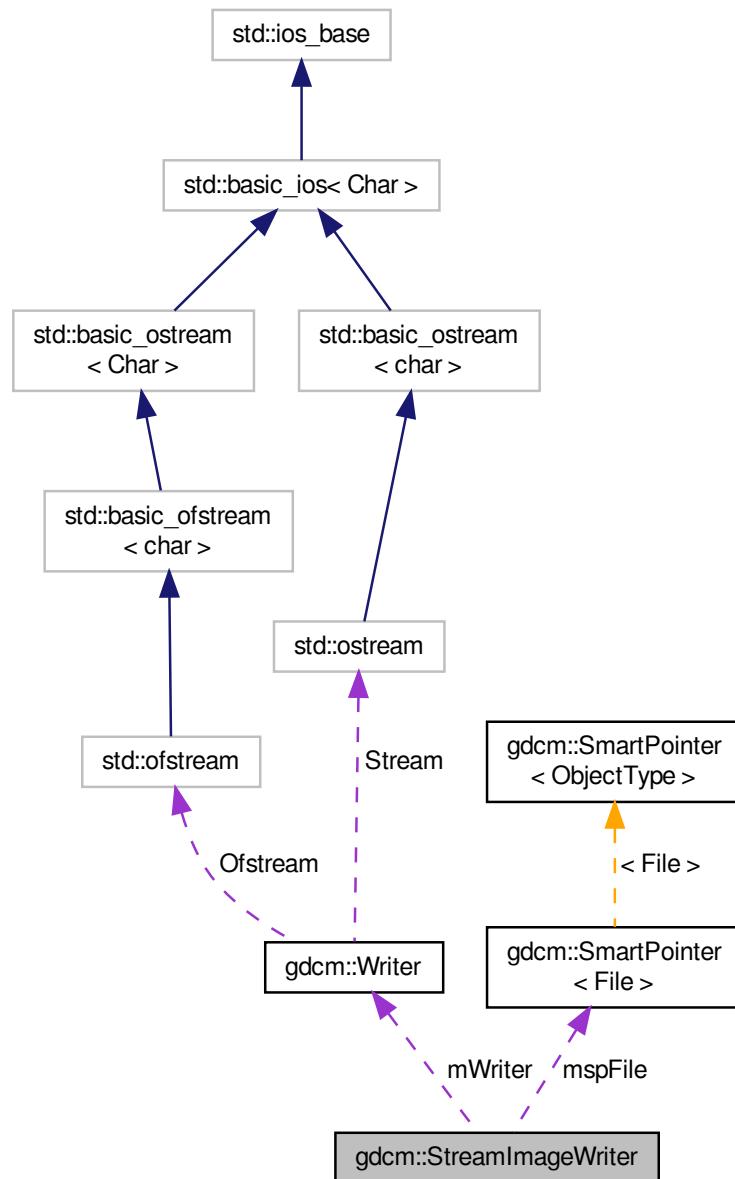 std::ios_base
std::basic_ios< Char >
std::basic_ostream
< Char >
std::basic_ostream
< char >
std::basic_ofstream
< char >
std::ostream
std::ofstream
Stream
gdcm::SmartPointer
< ObjectType >
Ofstream
< File >
gdcm::Writer
gdcm::SmartPointer
< File >
mWriter
mspFile
gdcm::StreamImageWriter